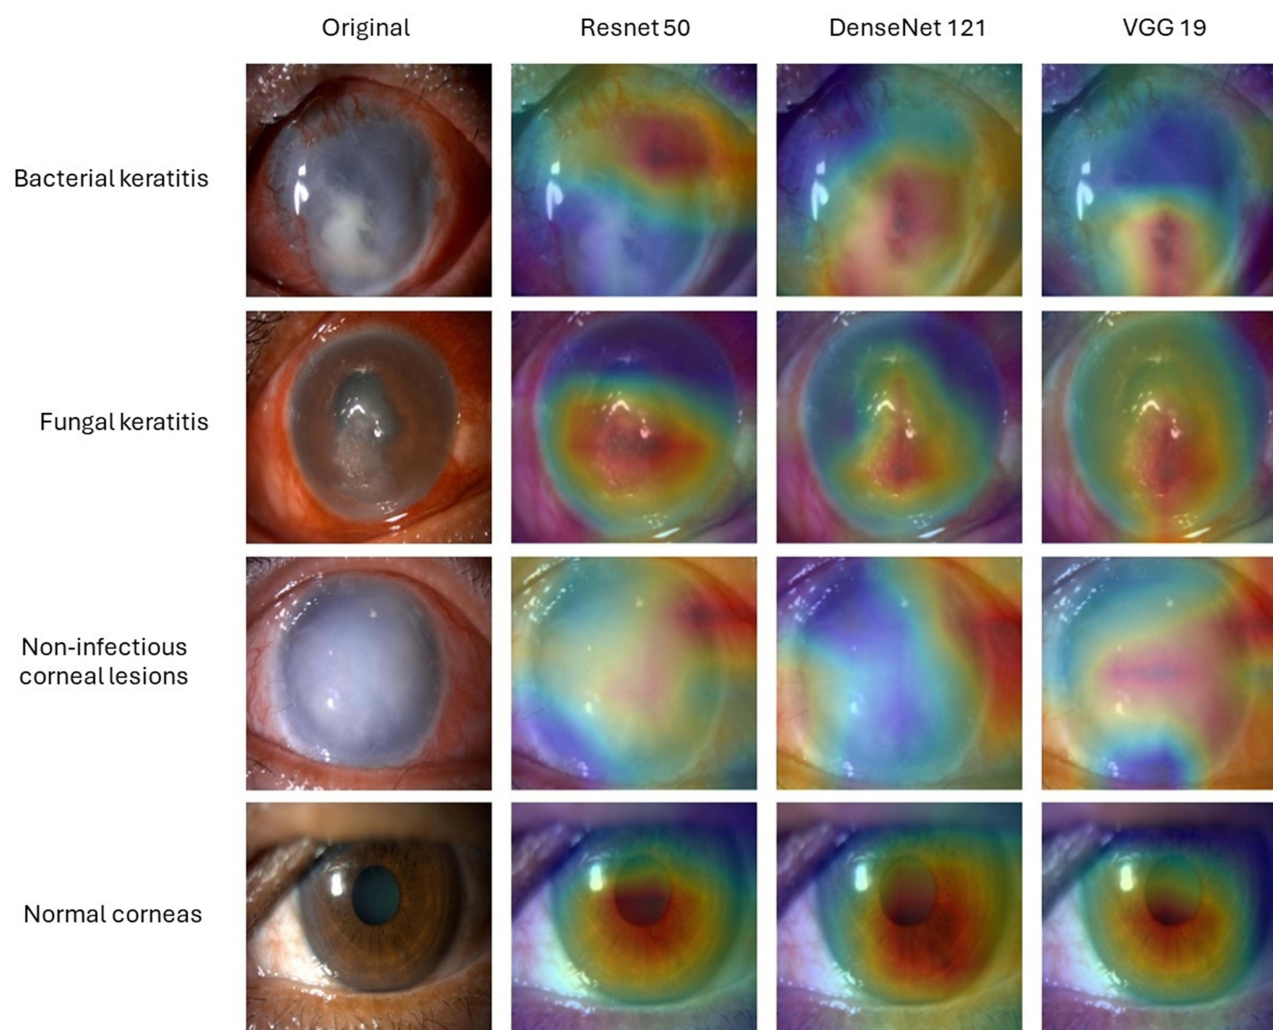 Original
Resnet 50
DenseNet 121
VGG 19
Bacterial keratitis
Fungal keratitis
Non-infectious
corneal lesions
Normal corneas